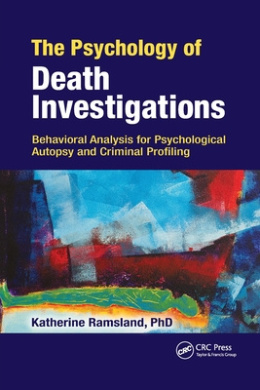 The Psychology of
Death
Investigations
Behavioral Analysis for Psychological
Autopsy and Criminal Profiling
Katherine Ramsland, PhD
CRC Press
Taylor & Francis Group